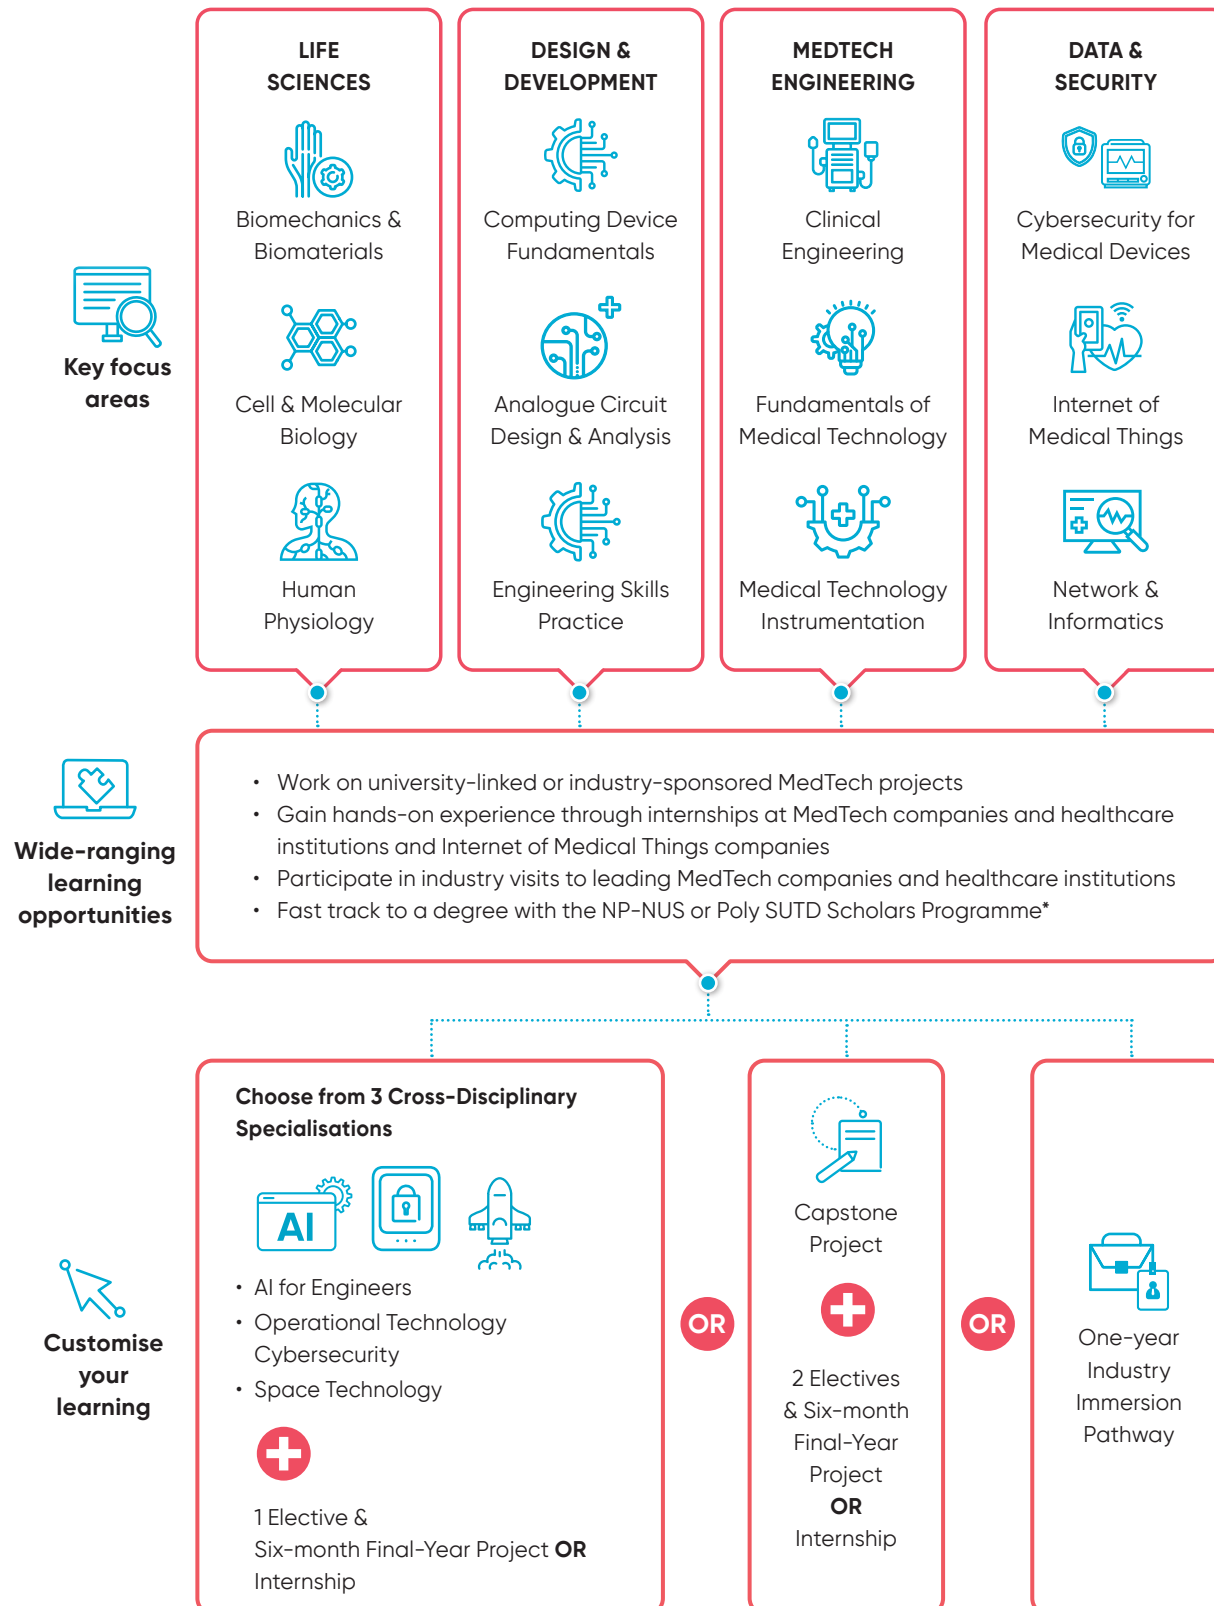 LIFE
SCIENCES
Biomechanics &
Biomaterials
Cell & Molecular
Biology
Human
Physiology
DESIGN &
DEVELOPMENT
Computing Device
Fundamentals
Analogue Circuit
Design & Analysis
Engineering Skills
Practice
MEDTECH
ENGINEERING
Clinical
Engineering
Fundamentals of
Medical Technology
Medical Technology
Instrumentation
DATA &
SECURITY
Cybersecurity for
Medical Devices
Internet of
Medical Things
Network &
Informatics
Key focus
areas
Wide-ranging
learning
opportunities
• Work on university-linked or industry-sponsored MedTech projects
• Gain hands-on experience through internships at MedTech companies and healthcare
institutions and Internet of Medical Things companies
• Participate in industry visits to leading MedTech companies and healthcare institutions
• Fast track to a degree with the NP-NUS or Poly SUTD Scholars Programme*
Customise
your
learning
Choose from 3 Cross-Disciplinary
Specialisations
AI
• AI for Engineers
• Operational Technology
Cybersecurity
• Space Technology
1 Elective &
Six-month Final-Year Project OR
Internship
OR
Capstone
Project
2 Electives
& Six-month
Final-Year
Project
OR
Internship
OR
One-year
Industry
Immersion
Pathway